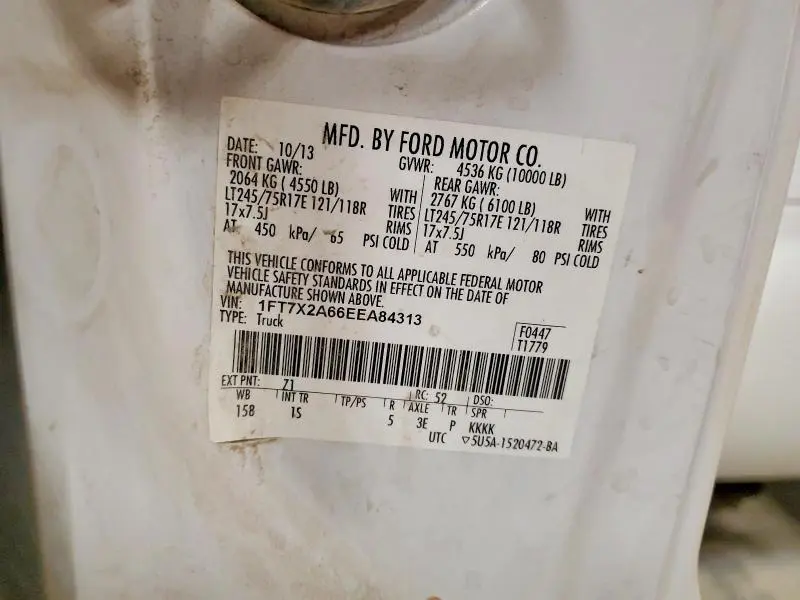 MFD. BY FORD MOTOR CO.
DATE: 10/13 GVWR: 4536 KG (10000 LB)
FRONT GAWR: REAR GAWR:
2064 KG ( 4550 LB) WITH 2767 KG ( 6100 LB) WITH
LT245/75R17E 121/118R TIRES LT245/75R17E 121/118R TIRES
17x7.5J RIMS 17x7.5J RIMS
AT 450 kPa/ 65 PSI COLD AT 550 kPa/ 80 PSI COLD
THIS VEHICLE CONFORMS TO ALL APPLICABLE FEDERAL MOTOR
VEHICLE SAFETY STANDARDS IN EFFECT ON THE DATE OF
MANUFACTURE SHOWN ABOVE.
VIN: 1FT7X2A66EEA84313
TYPE: Truck
F0447
T1779
EXT PNT: Z1 RC: 52 DSO:
WB INT TR TP/PS R AXLE TR SPR
158 1S 5 3E P KKKK
UTC ▽5U5A-1520472-BA